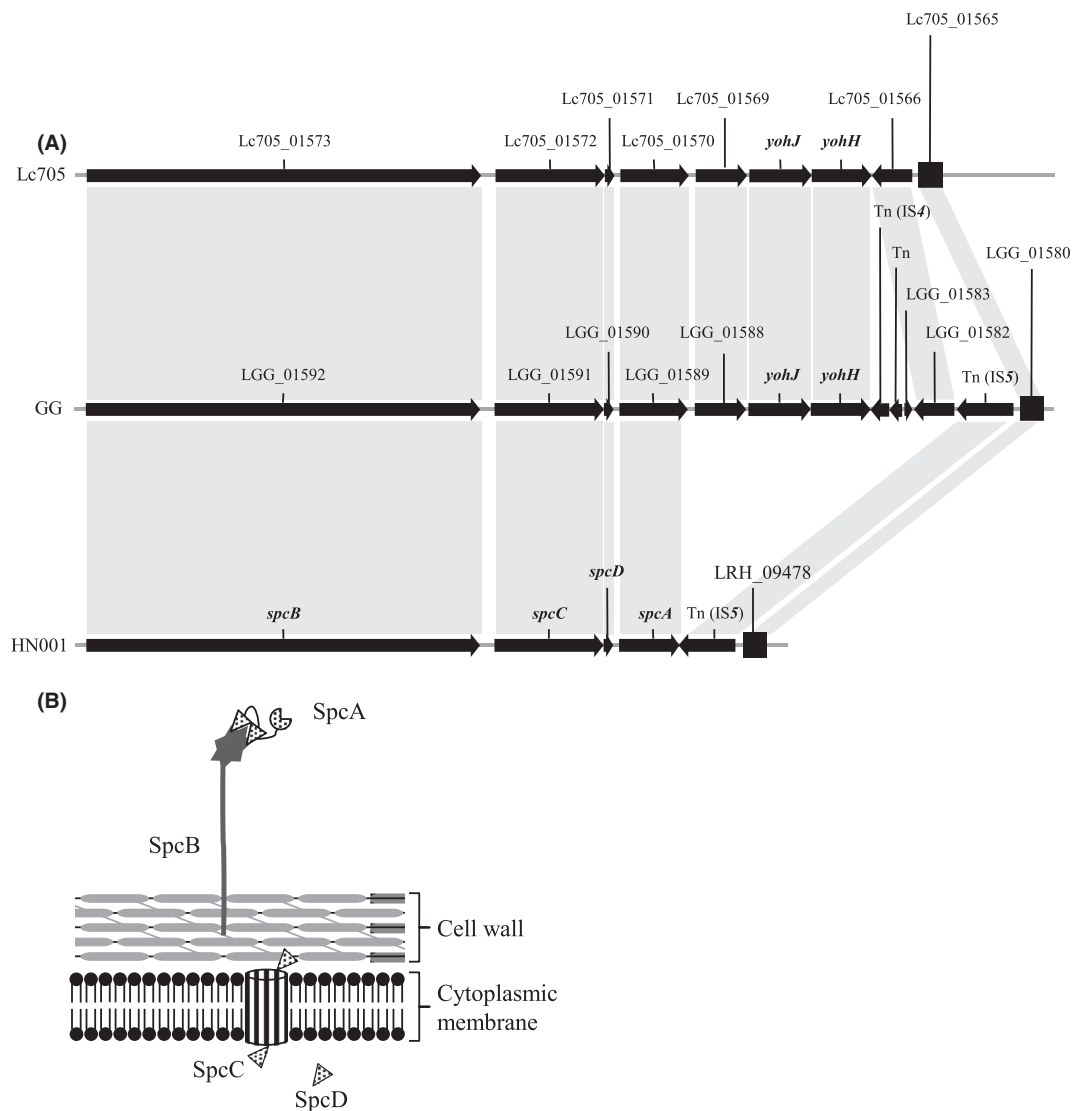 (A)
Lc705_01565
Lc705_01571 Lc705_01569 Lc705_01566
Lc705_01573 Lc705_01572 Lc705_01570 yohJ yohH
Lc705
Tn (IS4)
Tn LGG_01580
LGG_01583
LGG_01590 LGG_01588 LGG_01582
LGG_01592 LGG_01591 LGG_01589 yohJ yohH Tn (IS5)
GG
spcD LRH_09478
spcB spcC spcA Tn (IS5)
HN001
(B)
SpcA
SpcB
Cell wall
Cytoplasmic
membrane
SpcC
SpcD